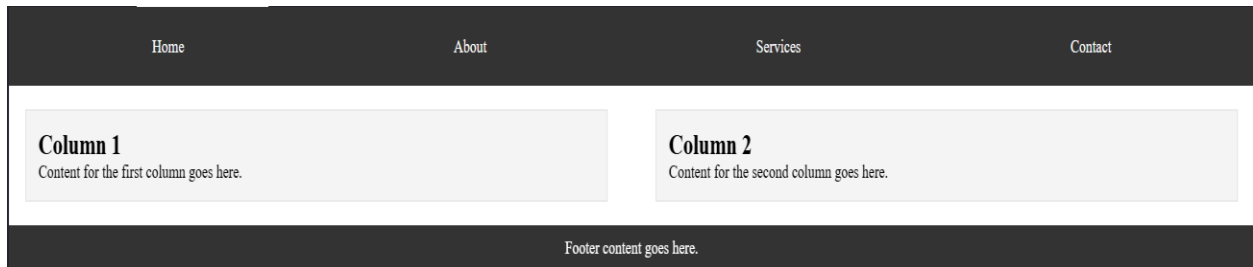 Home About Services Contact
Column 1
Content for the first column goes here.
Column 2
Content for the second column goes here.
Footer content goes here.